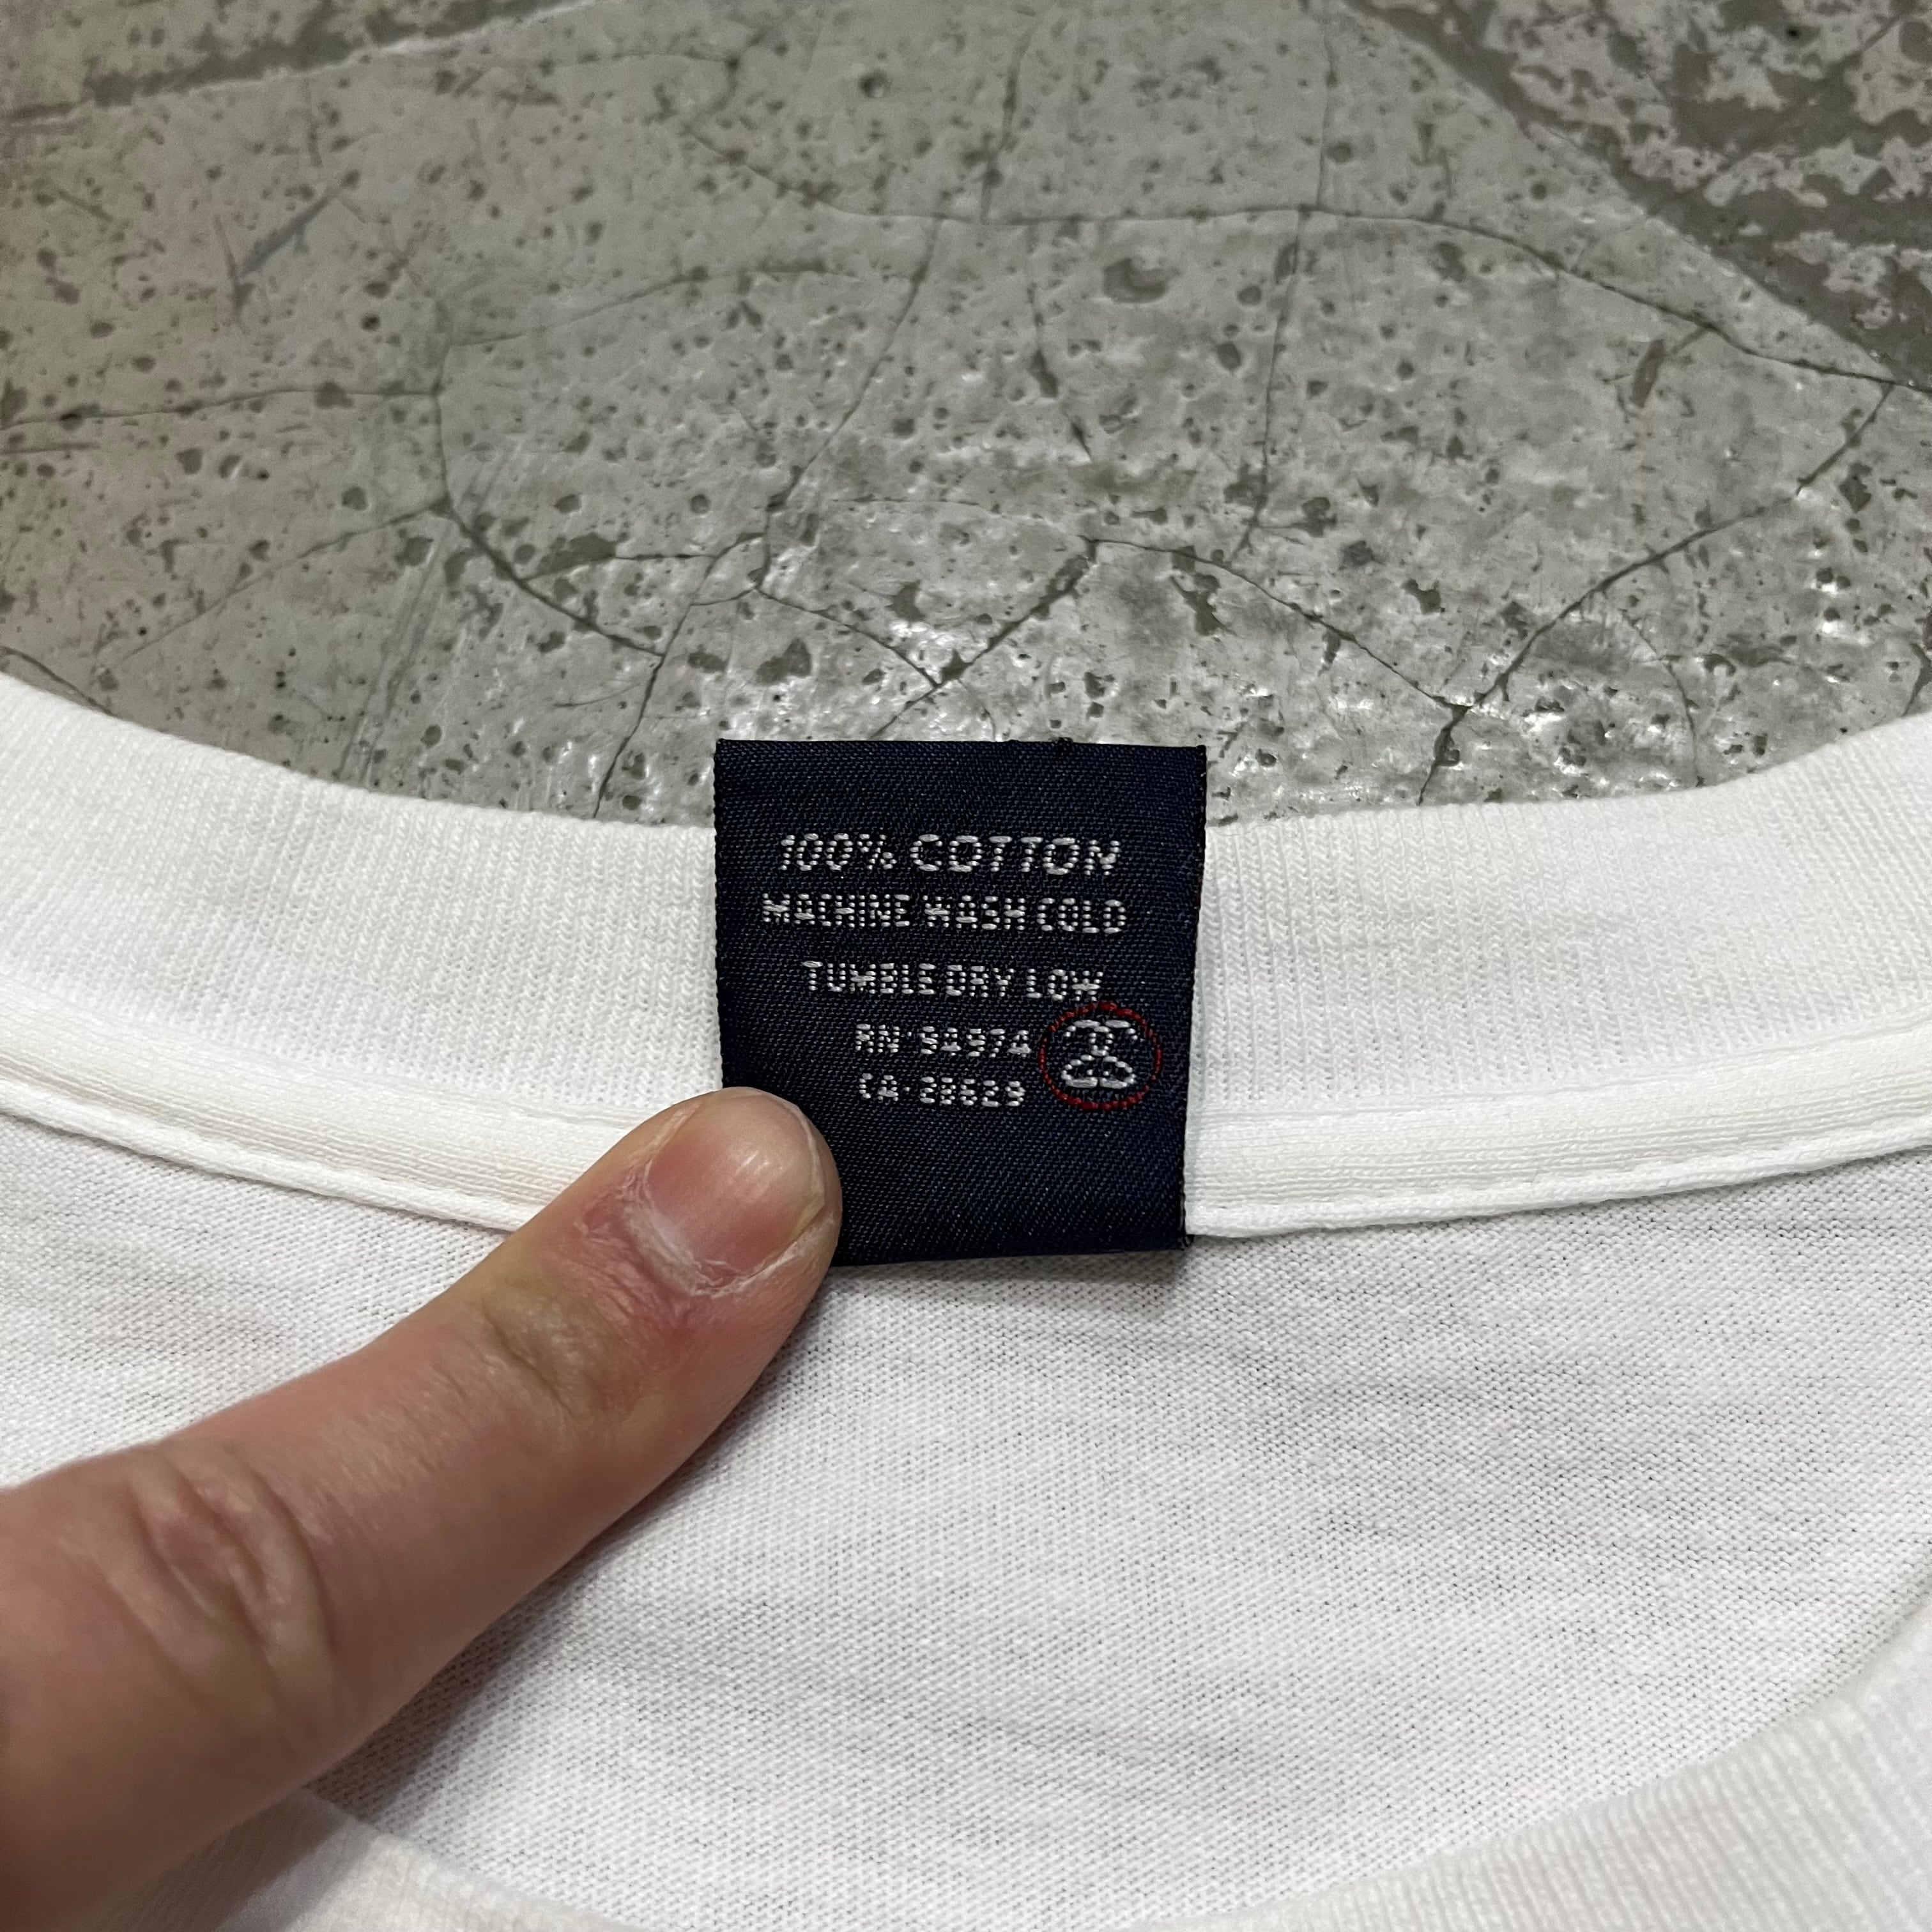 100% COTTON
MACHINE WASH COLD
TUMBLE DRY LOW
RN-94974
CA-28629